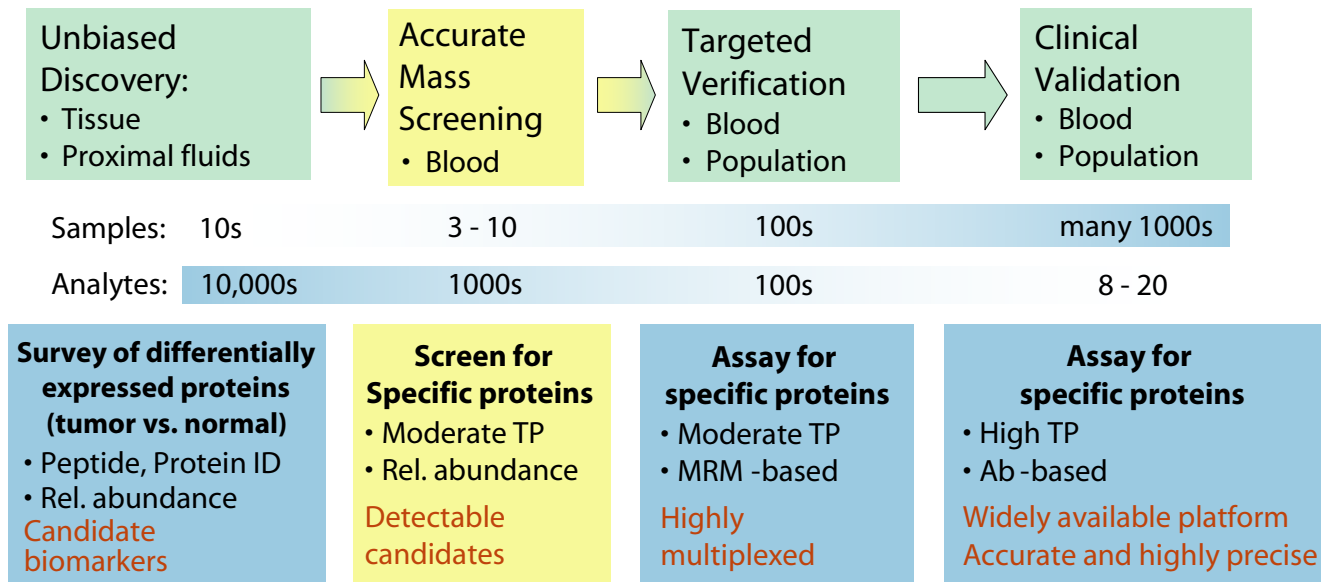 Unbiased
Discovery:
• Tissue
• Proximal fluids
Accurate
Mass
Screening
• Blood
Targeted
Verification
• Blood
• Population
Clinical
Validation
• Blood
• Population
Samples: 10s 3 - 10 100s many 1000s
Analytes: 10,000s 1000s 100s 8 - 20
Survey of differentially
expressed proteins
(tumor vs. normal)
• Peptide, Protein ID
• Rel. abundance
Candidate
biomarkers
Screen for
Specific proteins
• Moderate TP
• Rel. abundance
Detectable
candidates
Assay for
specific proteins
• Moderate TP
• MRM -based
Highly
multiplexed
Assay for
specific proteins
• High TP
• Ab -based
Widely available platform
Accurate and highly precise